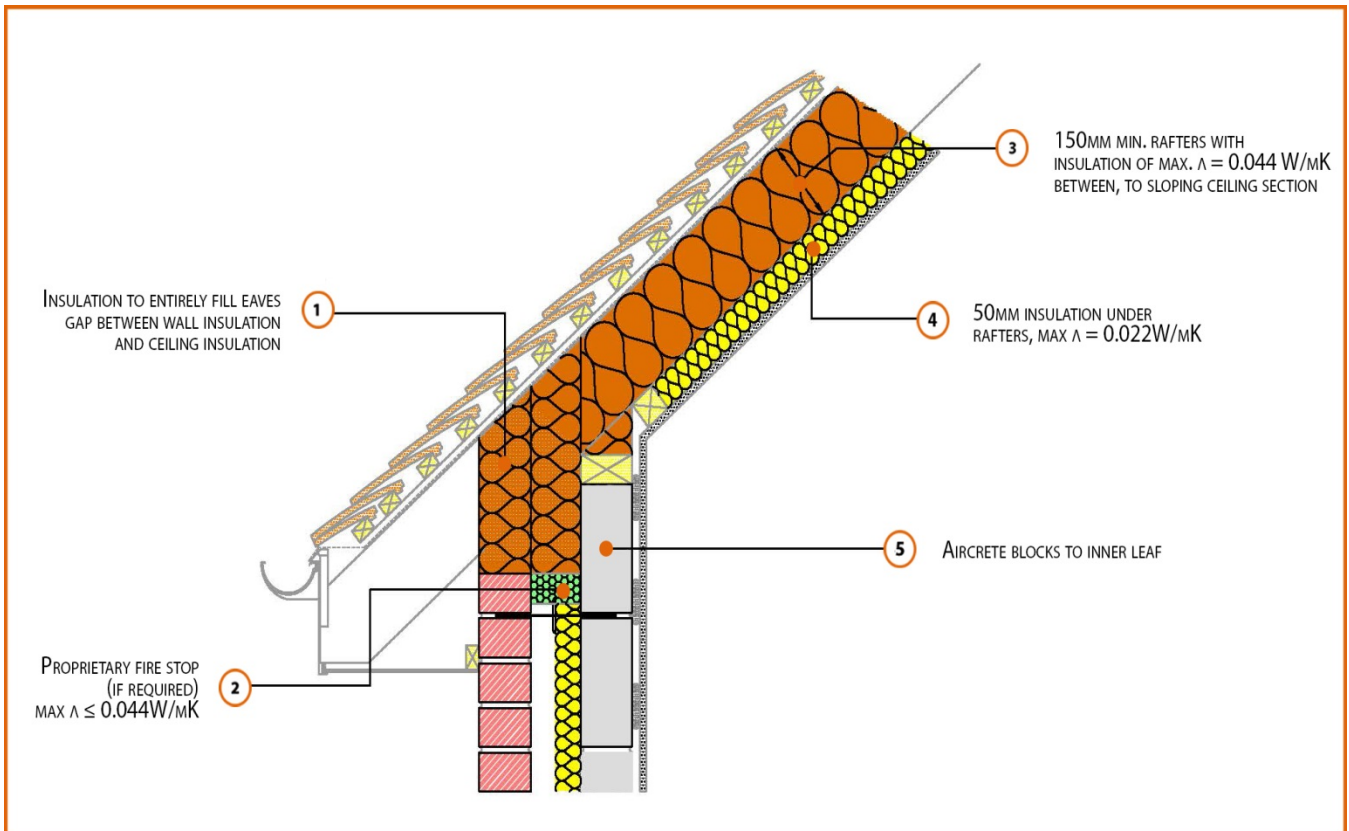 INSULATION TO ENTIRELY FILL EAVES
GAP BETWEEN WALL INSULATION
AND CEILING INSULATION
1
PROPRIETARY FIRE STOP
(IF REQUIRED)
MAX Λ ≤ 0.044W/MK
2
3
150MM MIN. RAFTERS WITH
INSULATION OF MAX. Λ = 0.044 W/MK
BETWEEN, TO SLOPING CEILING SECTION
4
50MM INSULATION UNDER
RAFTERS, MAX Λ = 0.022W/MK
5
AIRCRETE BLOCKS TO INNER LEAF